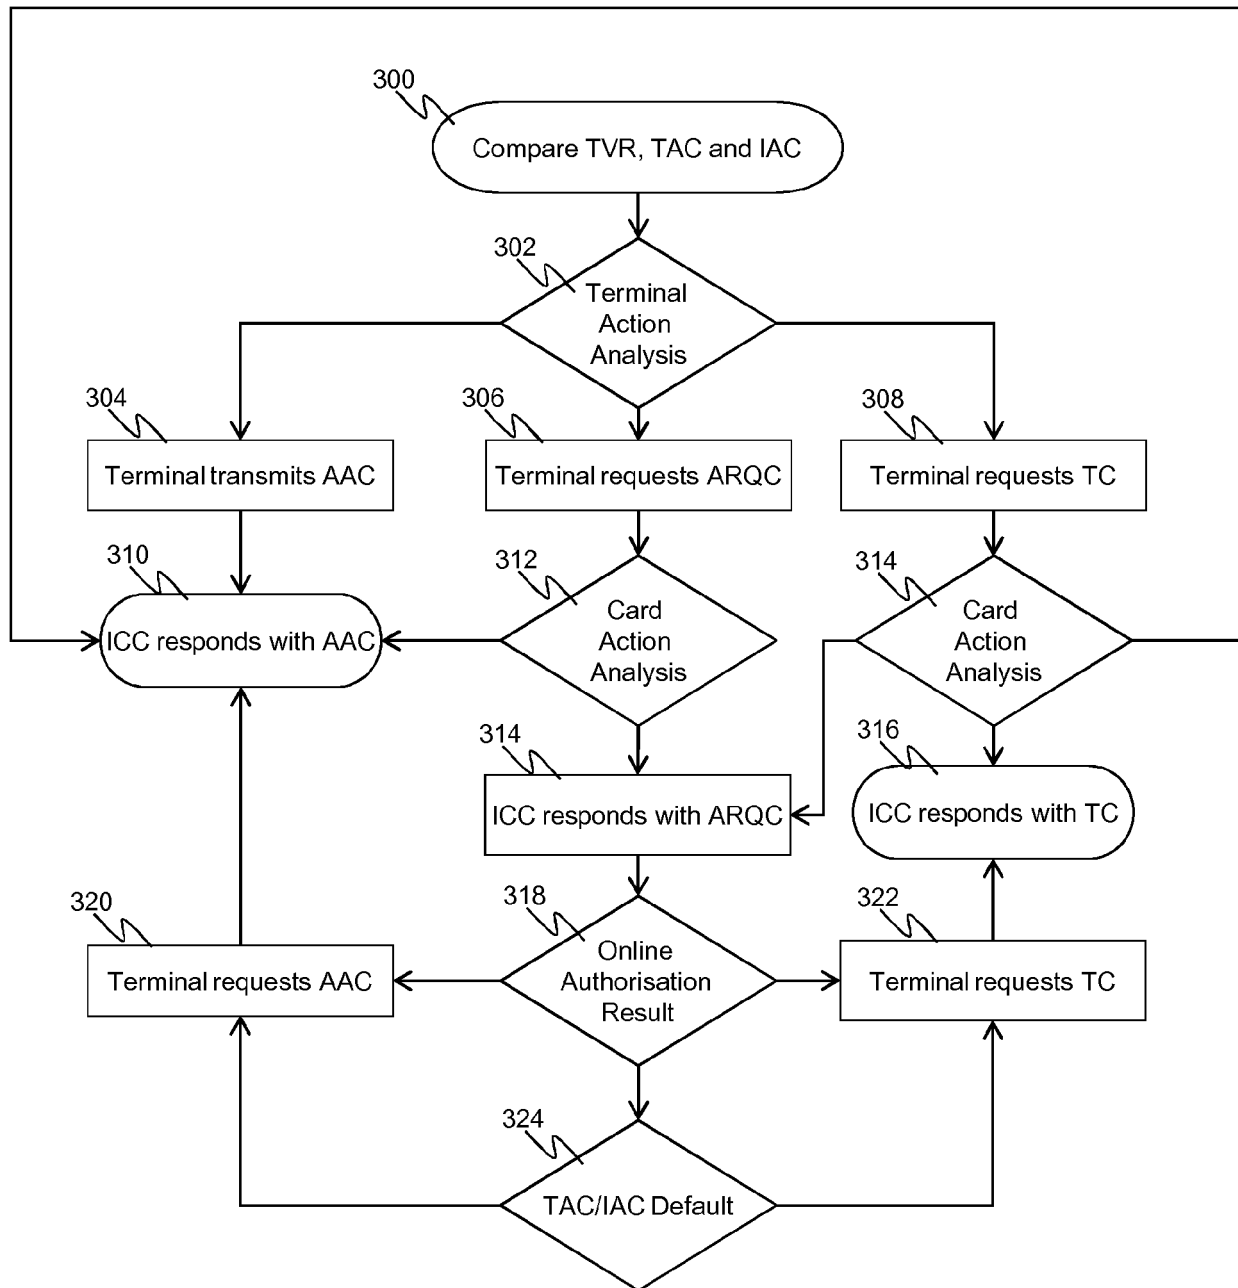 300
Compare TVR, TAC and IAC
302
Terminal
Action
Analysis
304
Terminal transmits AAC
306
Terminal requests ARQC
308
Terminal requests TC
310
ICC responds with AAC
312
Card
Action
Analysis
314
Card
Action
Analysis
314
ICC responds with ARQC
316
ICC responds with TC
318
Online
Authorisation
Result
320
Terminal requests AAC
322
Terminal requests TC
324
TAC/IAC Default